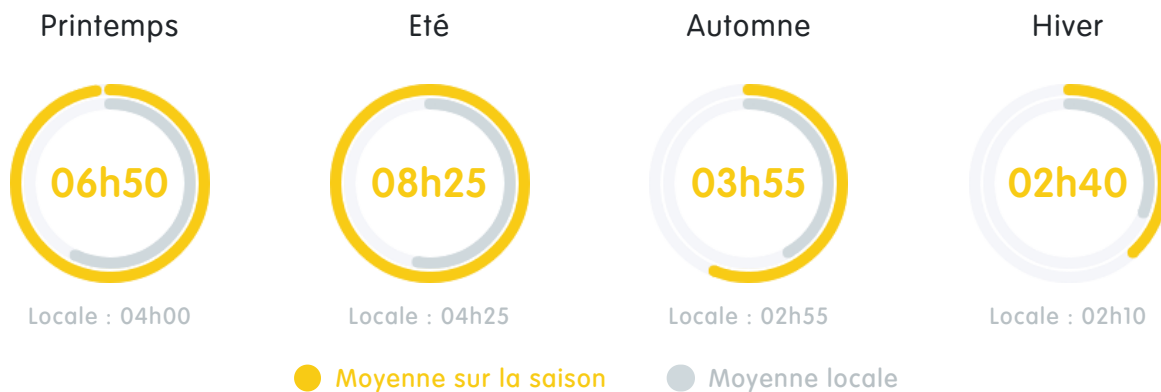 Printemps
Eté
Automne
Hiver
06h50
08h25
03h55
02h40
Locale : 04h00
Locale : 04h25
Locale : 02h55
Locale : 02h10
Moyenne sur la saison
Moyenne locale